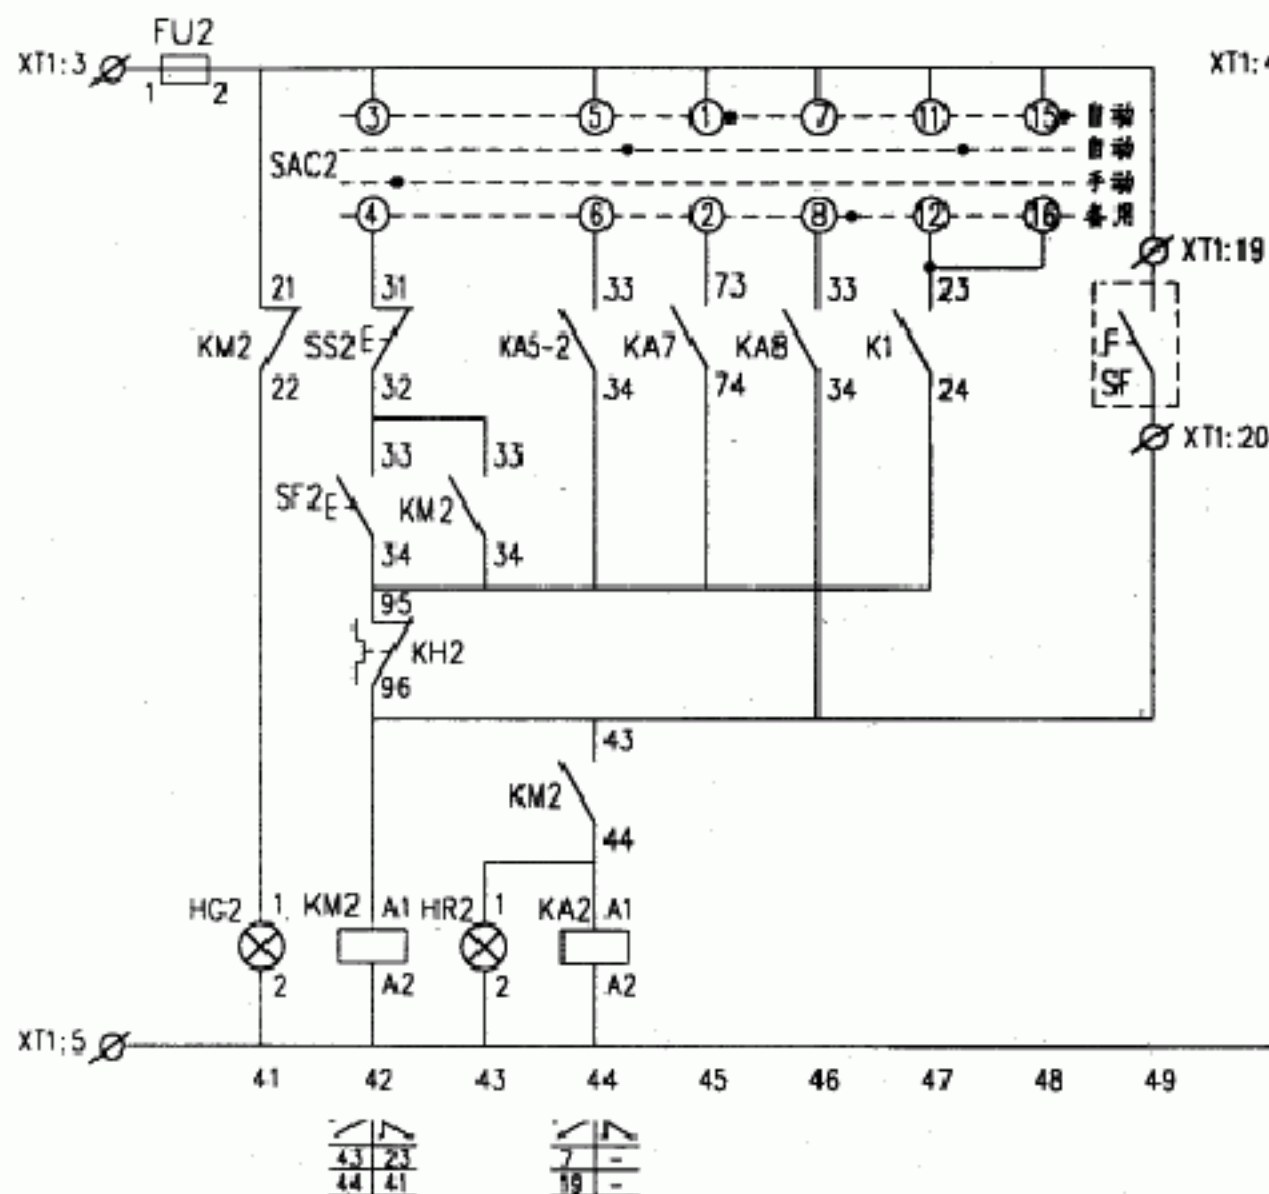 FU2
XT1:3
1 2
XT1:4
③ ⑤ ① ⑦ ⑪ ⑮ 自动
自动
SAC2
手动
④ ⑥ ② ⑧ ⑫ ⑯ 备用
XT1:19
21 31 33 73 33 23
KM2 SS2 E KA5-2 KA7 KA8 K1 F
SF
22 32 34 74 34 24
XT1:20
33 33
SF2 E KM2
34 34
95
KH2
96
43
KM2
44
HG2 1 KM2 A1 HR2 1 KA2 A1
2 A2 2 A2
XT1:5
41 42 43 44 45 46 47 48 49
43 23 7 -
44 41 19 -